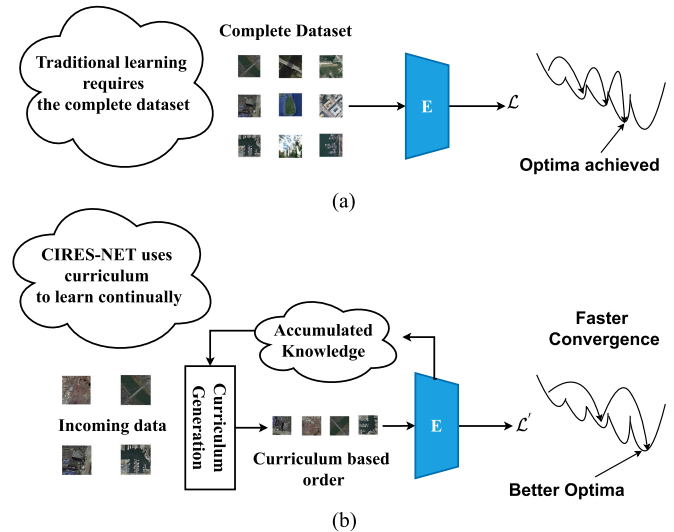 Complete Dataset
Traditional learning
requires
the complete dataset
E
ℒ
Optima achieved
(a)
CIRES-NET uses
curriculum
to learn continually
Accumulated
Knowledge
Faster
Convergence
Incoming data
Curriculum
Generation
Curriculum based
order
E
ℒ'
Better Optima
(b)